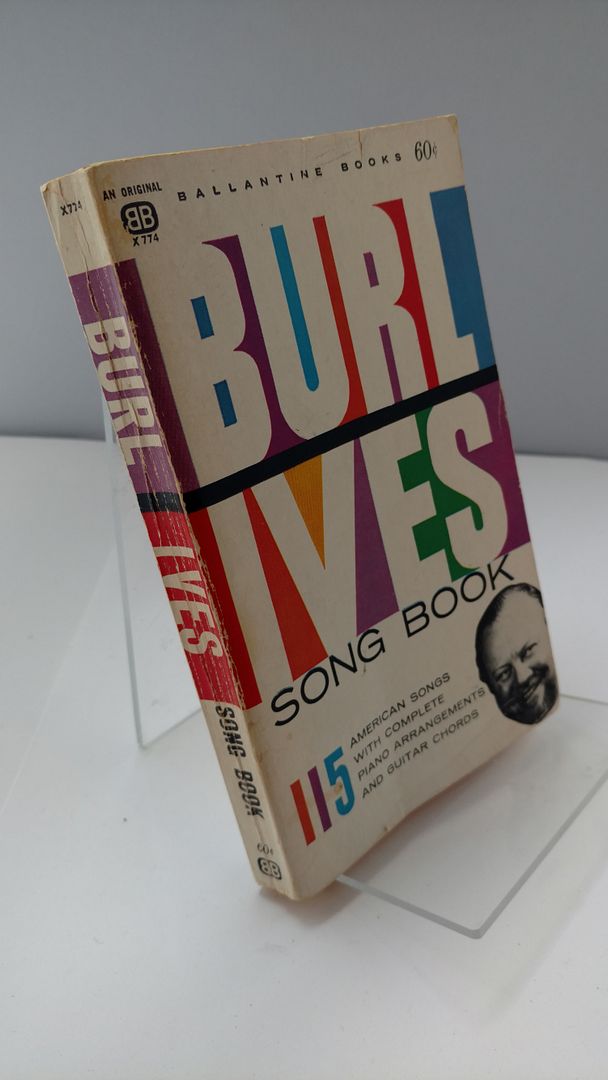 X774
BURL
IVES
SONG BOOK
60¢
BB
AN ORIGINAL
BB
X774
BALLANTINE BOOKS 60¢
BURL
IVES
SONG BOOK
115
AMERICAN SONGS
WITH COMPLETE
PIANO ARRANGEMENTS
AND GUITAR CHORDS